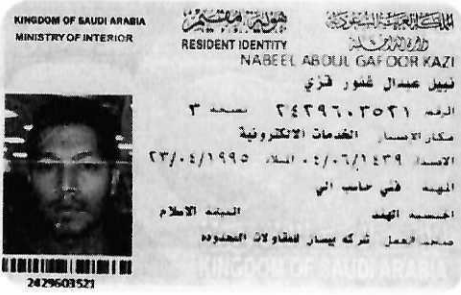 KINGDOM OF SAUDI ARABIA
MINISTRY OF INTERIOR
هوية مقيم
RESIDENT IDENTITY
المملكة العربية السعودية
وزارة الداخلية
NABEEL ABDUL GAFOOR KAZI
نبيل عبدال غفور قزي
الرقم ٢٤٢٩٦٠٣٥٢١ نسخة ٣
مكان الاصدار الخدمات الالكترونية
الاصدار ٠٤/٠٦/١٤٣٩ الميلاد ٢٣/٠٤/١٩٩٥
المهنة فني حاسب الي
الجنسية الهند الديانة الاسلام
صاحب العمل شركة بيسار للمقاولات المحدودة
KINGDOM OF SAUDI ARABIA
2429603521